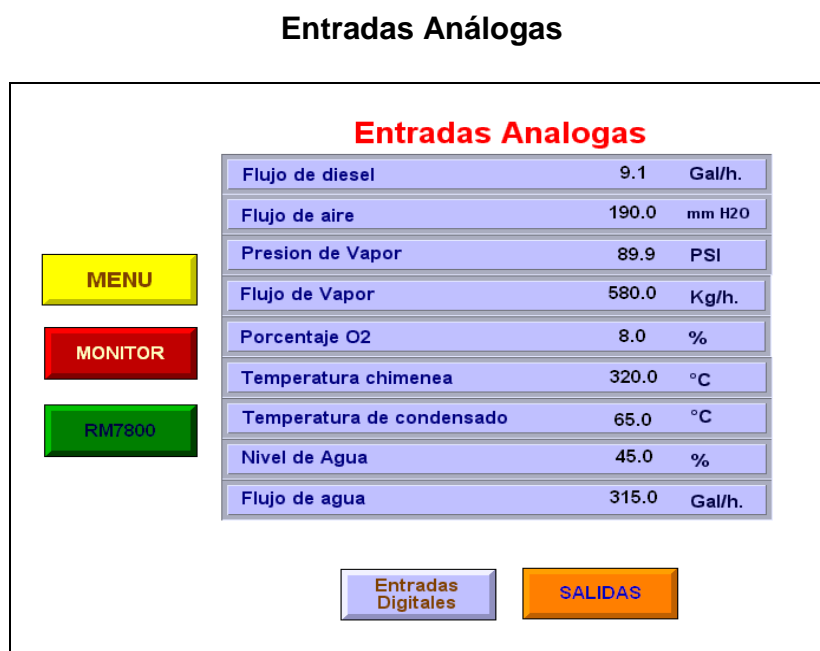 Entradas Análogas
Entradas Analogas
Flujo de diesel 9.1 Gal/h.
Flujo de aire 190.0 mm H2O
Presion de Vapor 89.9 PSI
MENU
Flujo de Vapor 580.0 Kg/h.
Porcentaje O2 8.0 %
MONITOR
Temperatura chimenea 320.0 °C
Temperatura de condensado 65.0 °C
RM7800
Nivel de Agua 45.0 %
Flujo de agua 315.0 Gal/h.
Entradas
Digitales
SALIDAS